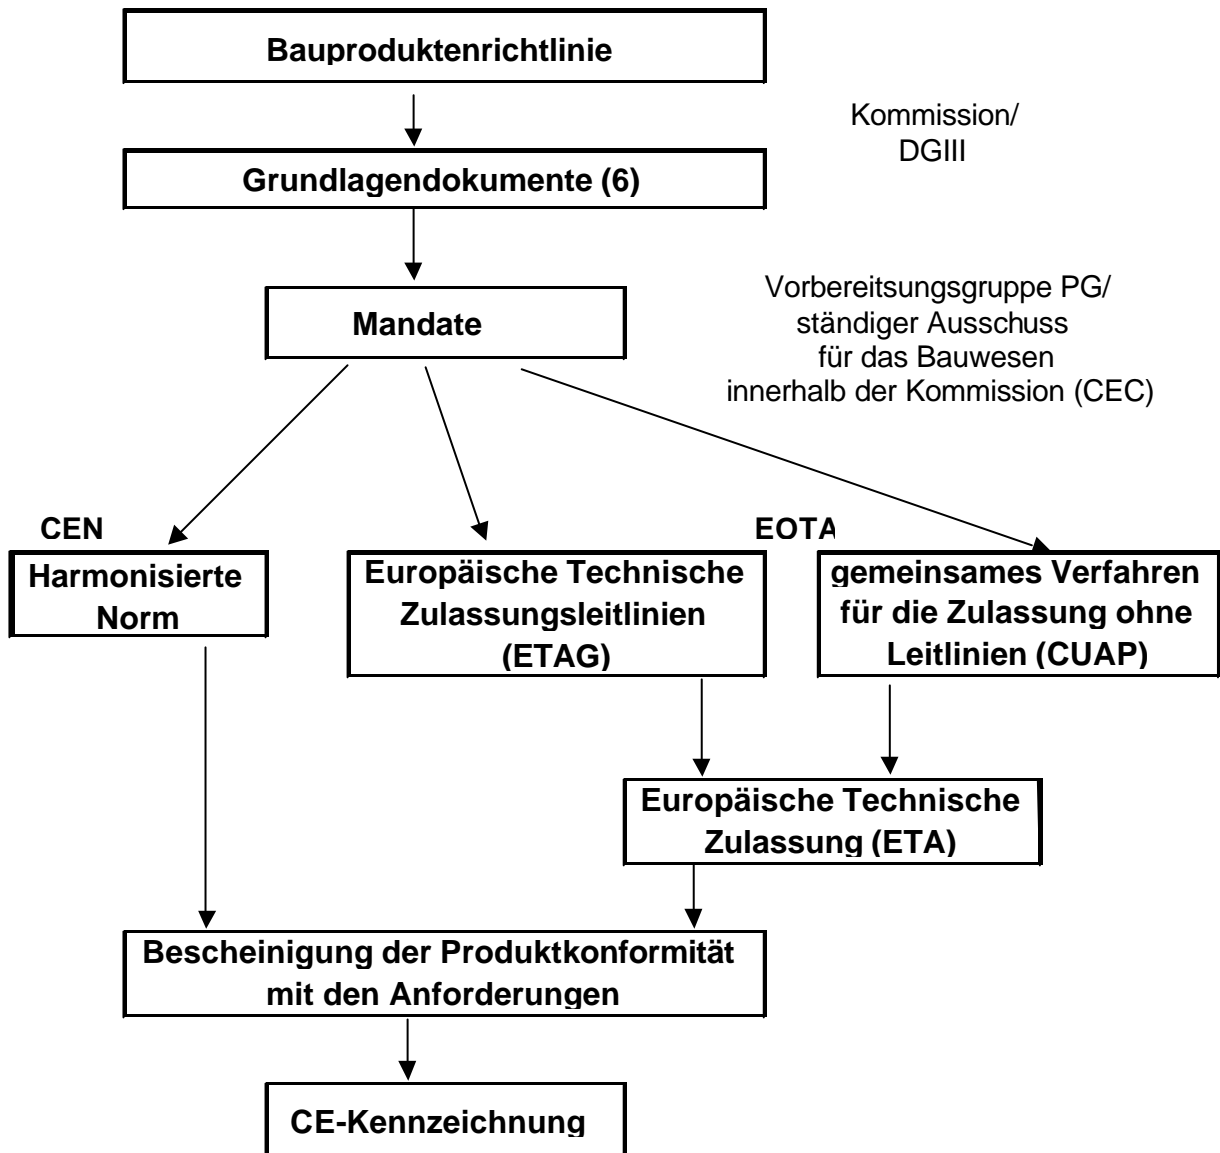 Bauproduktenrichtlinie
Kommission/
DGIII
Grundlagendokumente (6)
Vorbereitsungsgruppe PG/
ständiger Ausschuss
für das Bauwesen
innerhalb der Kommission (CEC)
Mandate
CEN
EOTA
Harmonisierte
Norm
Europäische Technische
Zulassungsleitlinien
(ETAG)
gemeinsames Verfahren
für die Zulassung ohne
Leitlinien (CUAP)
Europäische Technische
Zulassung (ETA)
Bescheinigung der Produktkonformität
mit den Anforderungen
CE-Kennzeichnung